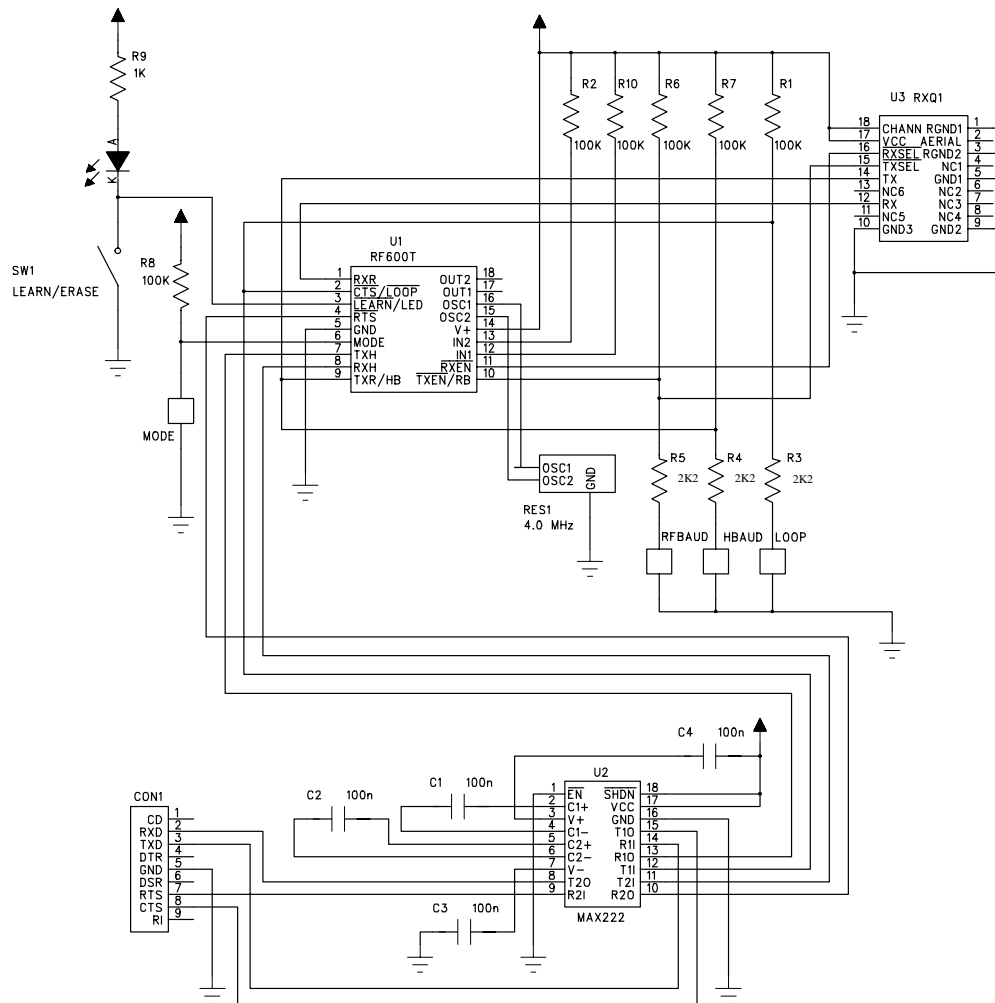 R9
1K
A
K
SW1
LEARN/ERASE
R8
100K
MODE
R2
100K
R10
100K
R6
100K
R7
100K
R1
100K
U3 RXQ1
18 CHANN RGND1 1
17 VCC AERIAL 2
16 RXSEL RGND2 3
15 TXSEL NC1 4
14 TX GND1 5
13 NC6 NC2 6
12 RX NC3 7
11 NC5 NC4 8
10 GND3 GND2 9
U1
RF600T
1 RXR OUT2 18
2 CTS/LOOP OUT1 17
3 LEARN/LED OSC1 16
4 RTS OSC2 15
5 GND V+ 14
6 MODE IN2 13
7 TXH IN1 12
8 RXH RXEN 11
9 TXR/HB TXEN/RB 10
OSC1
OSC2
GND
RES1
4.0 MHz
R5
2K2
R4
2K2
R3
2K2
RFBAUD HBAUD LOOP
C4 100n
C1 100n
C2 100n
C3 100n
U2
1 EN SHDN 18
2 C1+ VCC 17
3 V+ GND 16
4 C1- T1O 15
5 C2+ R1I 14
6 C2- R1O 13
7 V- T1I 12
8 T2O T2I 11
9 R2I R2O 10
MAX222
CON1
CD 1
RXD 2
TXD 3
DTR 4
GND 5
DSR 6
RTS 7
CTS 8
RI 9